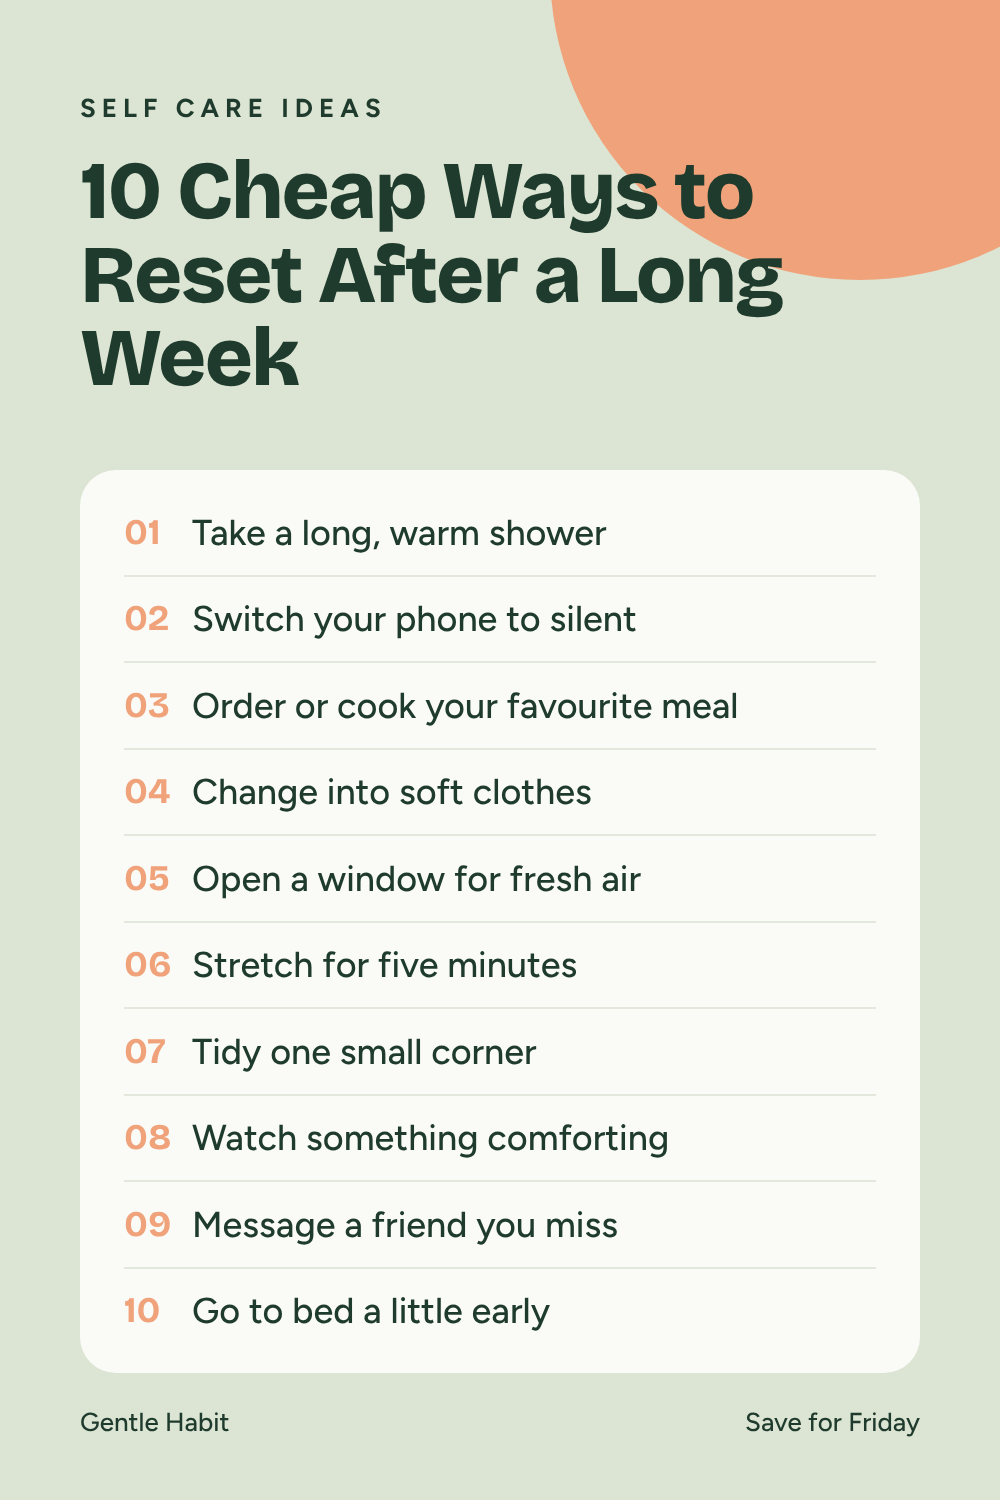 SELF CARE IDEAS
10 Cheap Ways to
Reset After a Long
Week
01 Take a long, warm shower
02 Switch your phone to silent
03 Order or cook your favourite meal
04 Change into soft clothes
05 Open a window for fresh air
06 Stretch for five minutes
07 Tidy one small corner
08 Watch something comforting
09 Message a friend you miss
10 Go to bed a little early
Gentle Habit
Save for Friday